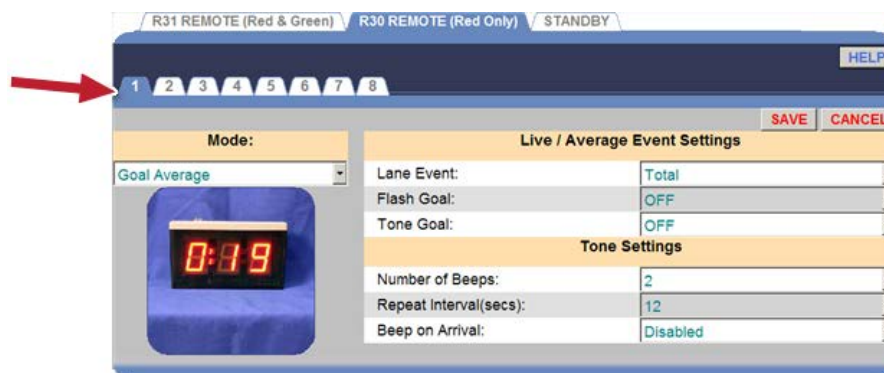 R31 REMOTE (Red & Green) R30 REMOTE (Red Only) STANDBY
HELP
1 2 3 4 5 6 7 8
SAVE CANCEL
Mode: Live / Average Event Settings
Goal Average Lane Event: Total
Flash Goal: OFF
Tone Goal: OFF
0:19 Tone Settings
Number of Beeps: 2
Repeat Interval(secs): 12
Beep on Arrival: Disabled